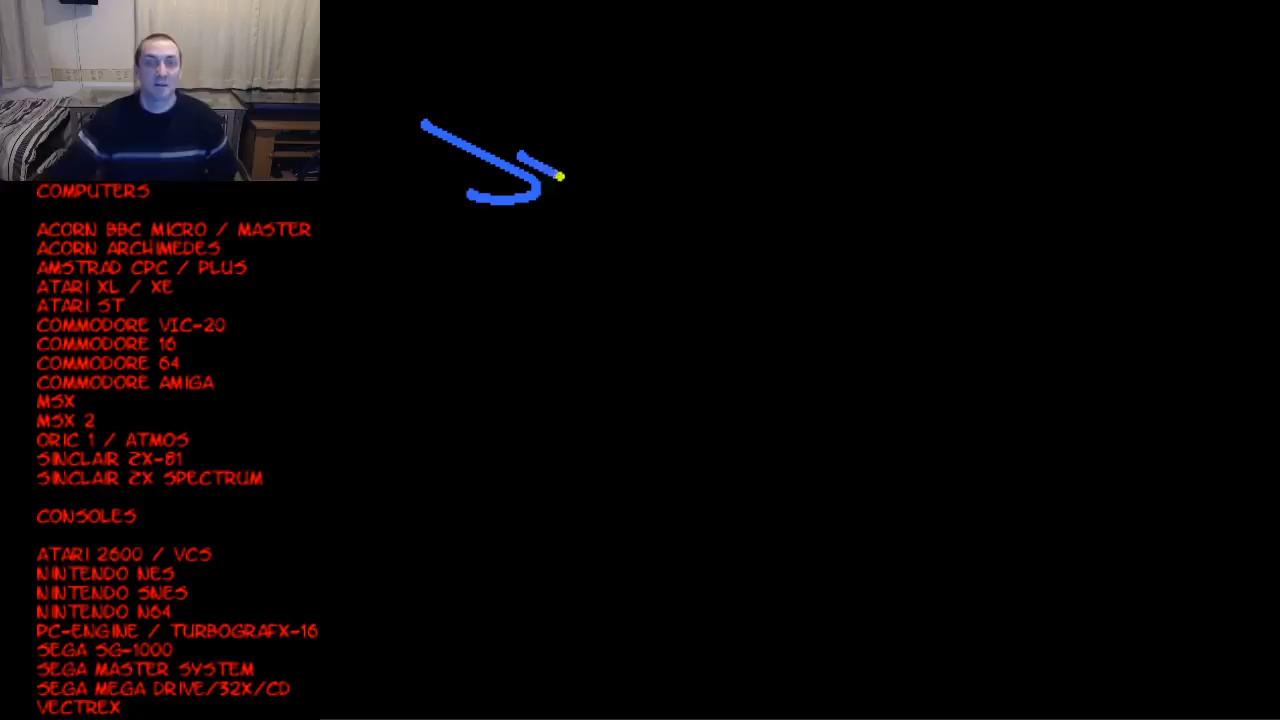 COMPUTERS
ACORN BBC MICRO / MASTER
ACORN ARCHIMEDES
AMSTRAD CPC / PLUS
ATARI XL / XE
ATARI ST
COMMODORE VIC-20
COMMODORE 16
COMMODORE 64
COMMODORE AMIGA
MSX
MSX 2
ORIC 1 / ATMOS
SINCLAIR ZX-81
SINCLAIR ZX SPECTRUM
CONSOLES
ATARI 2600 / VCS
NINTENDO NES
NINTENDO SNES
NINTENDO N64
PC-ENGINE / TURBOGRAFX-16
SEGA SG-1000
SEGA MASTER SYSTEM
SEGA MEGA DRIVE/32X/CD
VECTREX